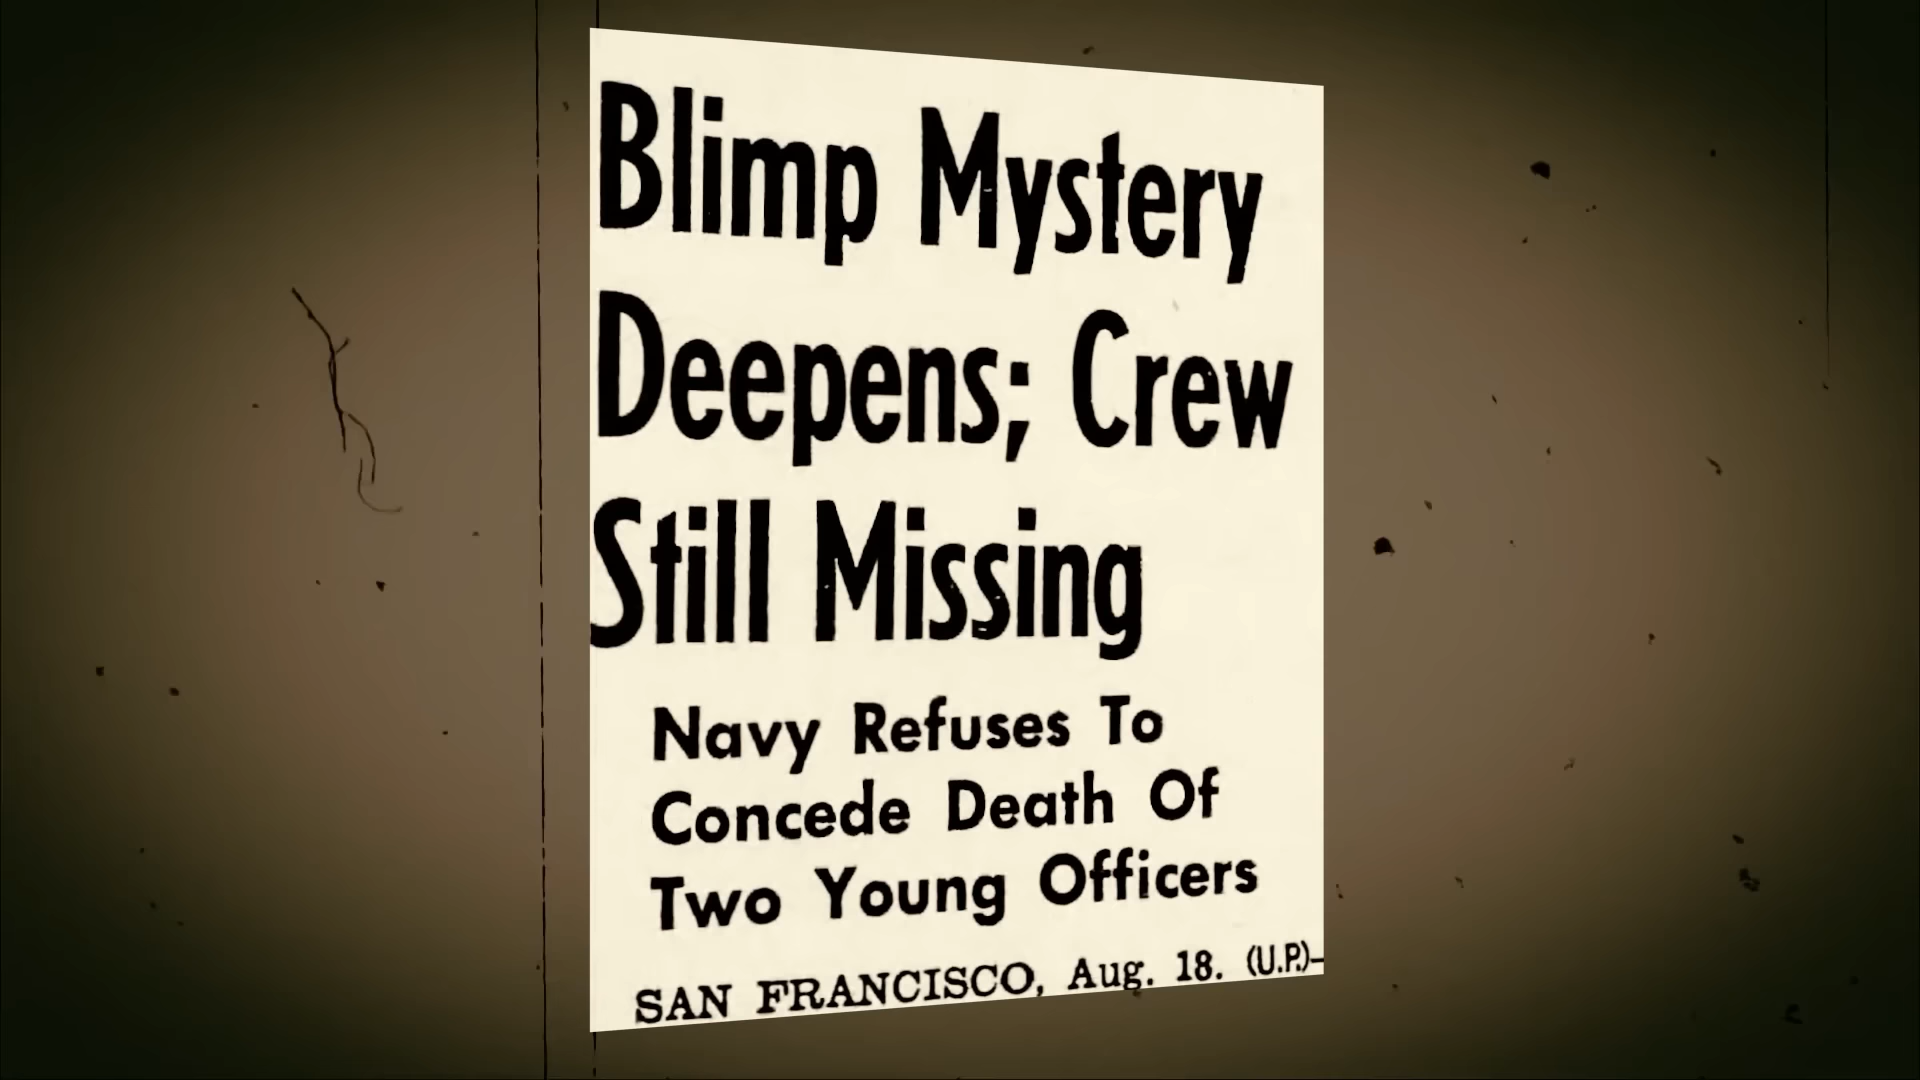 Blimp Mystery
Deepens; Crew
Still Missing
Navy Refuses To
Concede Death Of
Two Young Officers
SAN FRANCISCO, Aug. 18. (U.P.)—